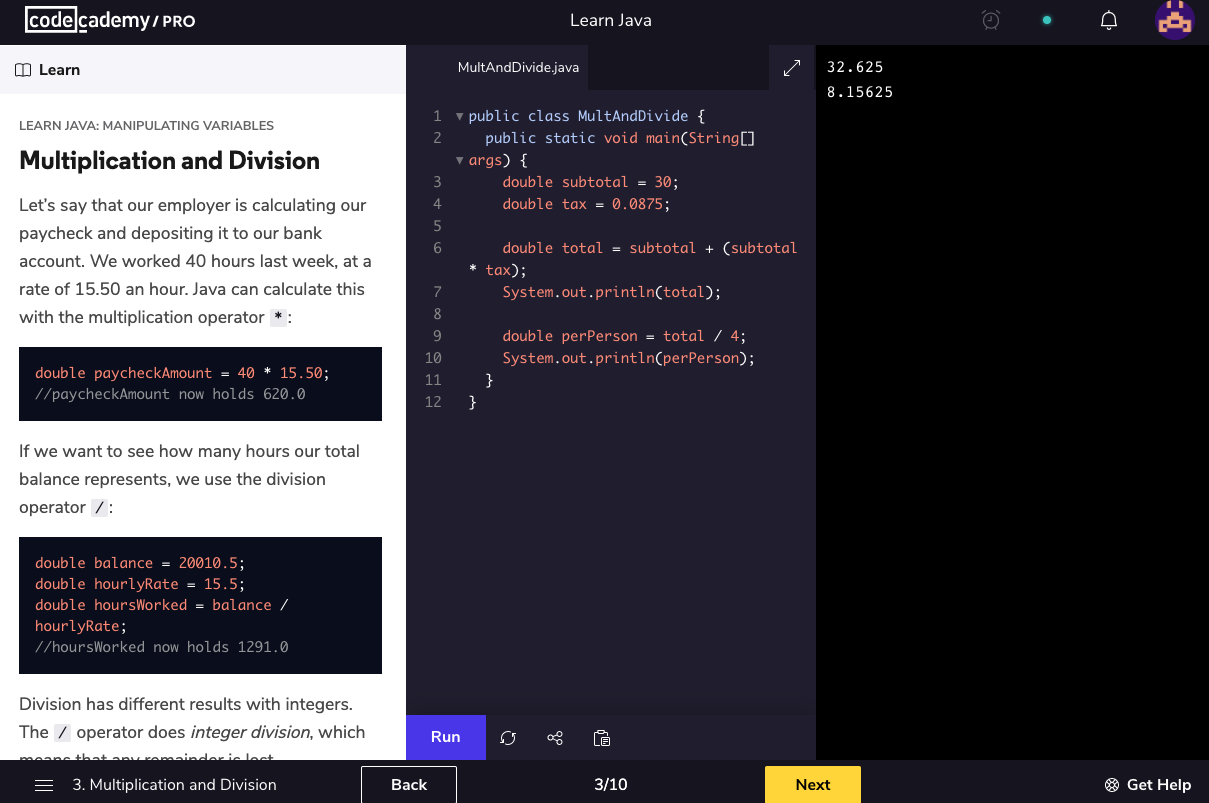 codecademy/PRO
Learn Java
Learn
LEARN JAVA: MANIPULATING VARIABLES
Multiplication and Division
Let's say that our employer is calculating our
paycheck and depositing it to our bank
account. We worked 40 hours last week, at a
rate of 15.50 an hour. Java can calculate this
with the multiplication operator *:
double paycheckAmount = 40 * 15.50;
//paycheckAmount now holds 620.0
If we want to see how many hours our total
balance represents, we use the division
operator /:
double balance = 20010.5;
double hourlyRate = 15.5;
double hoursWorked = balance /
hourlyRate;
//hoursWorked now holds 1291.0
Division has different results with integers.
The / operator does integer division, which
means that any remainder is lost.
MultAndDivide.java
1 public class MultAndDivide {
2 public static void main(String[]
args) {
3 double subtotal = 30;
4 double tax = 0.0875;
5
6 double total = subtotal + (subtotal
* tax);
7 System.out.println(total);
8
9 double perPerson = total / 4;
10 System.out.println(perPerson);
11 }
12 }
32.625
8.15625
Run
3. Multiplication and Division
Back
3/10
Next
Get Help